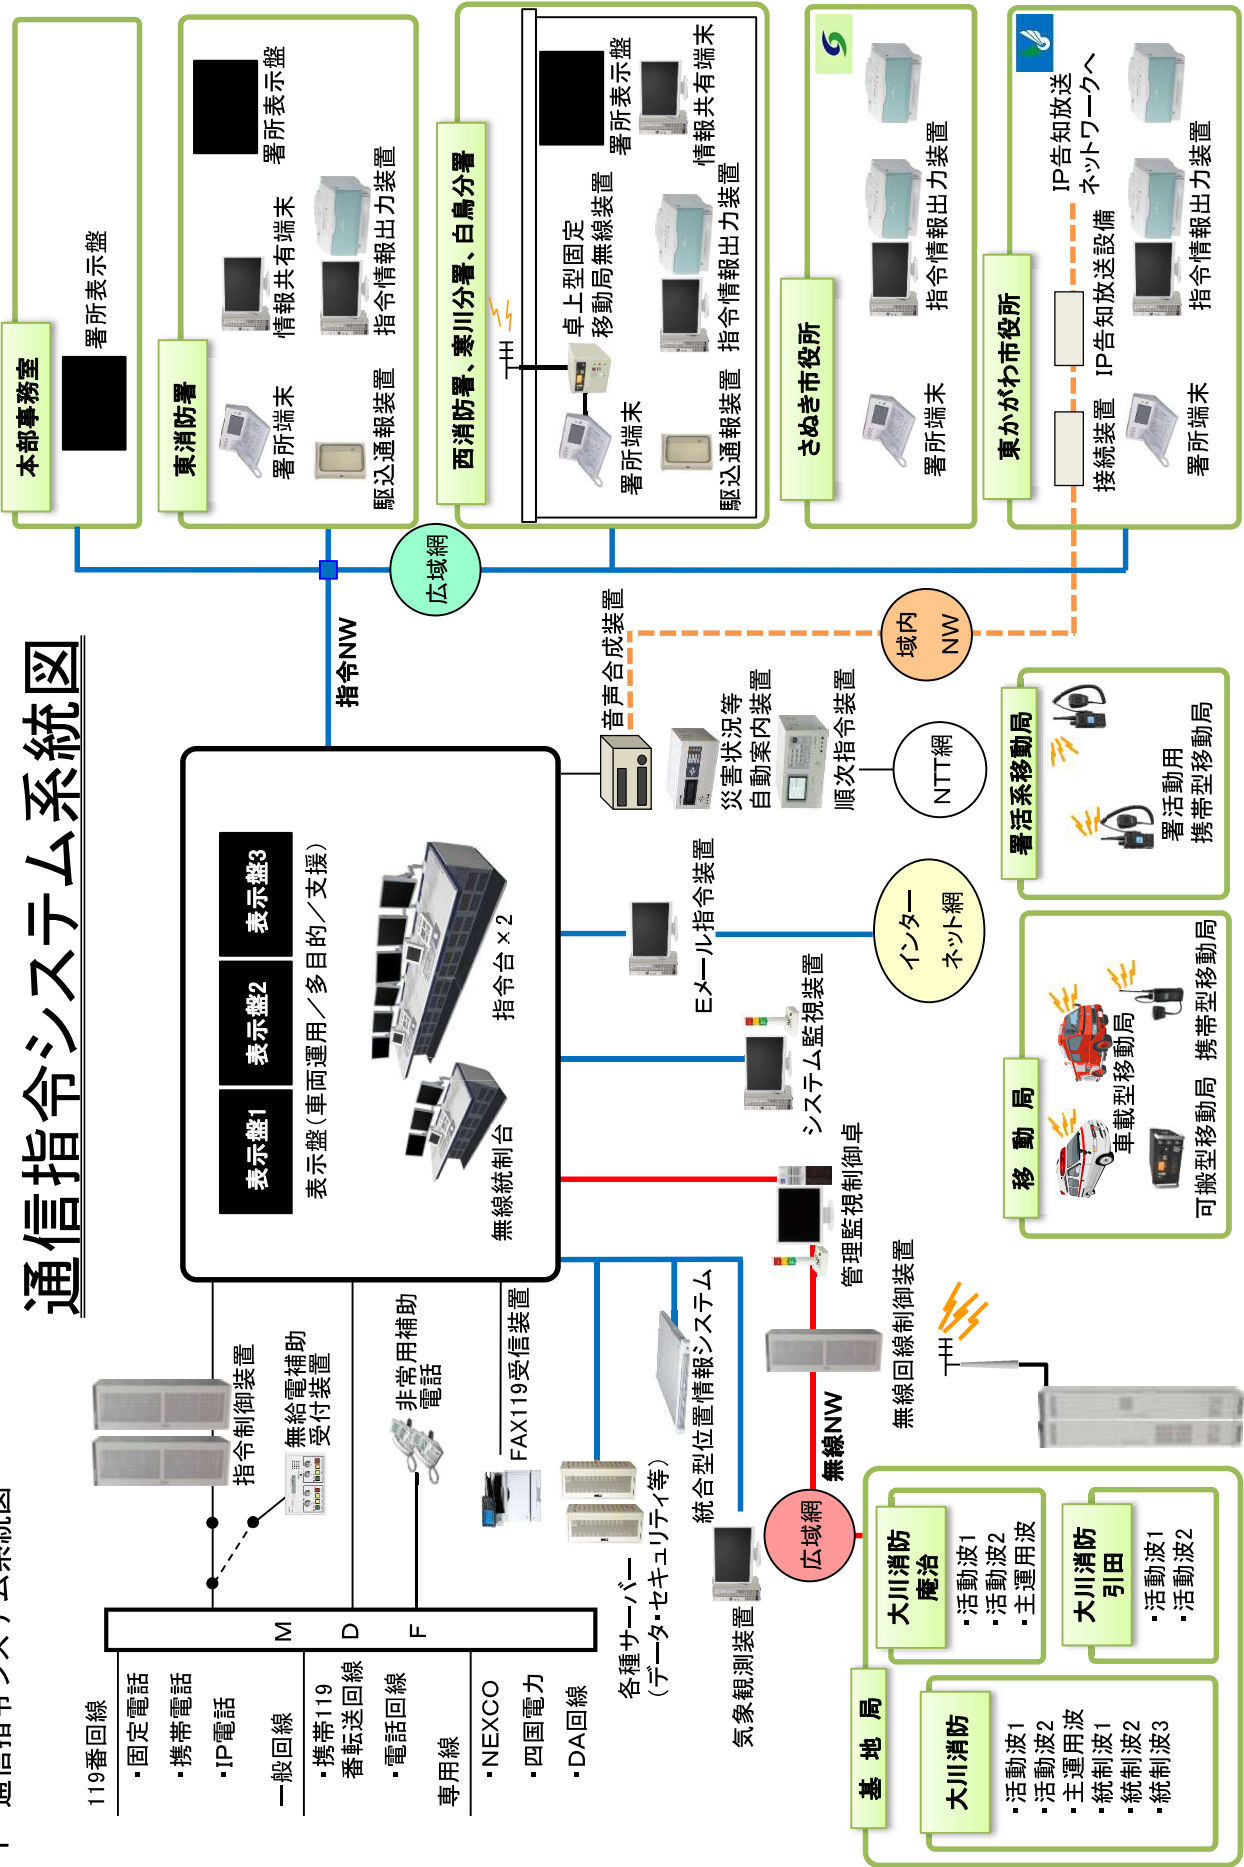 通信指令システム系統図
通信指令システム系統図
119番回線
・固定電話
・携帯電話
・IP電話
一般回線
・携帯119
番転送回線
・電話回線
専用線
・NEXCO
・四国電力
・DA回線
M
D
F
指令制御装置
無給電補助
受付装置
非常用補助
電話
FAX119受信装置
各種サーバー
(データ・セキュリティ等)
統合型位置情報システム
気象観測装置
表示盤1
表示盤2
表示盤3
表示盤(車両運用/多目的/支援)
無線統制台
指令台×2
指令NW
広域網
本部事務室
署所表示盤
東消防署
署所表示盤
情報共有端末
署所端末
指令情報出力装置
駆込通報装置
西消防署、寒川分署、白鳥分署
卓上型固定
移動局無線装置
署所表示盤
情報共有端末
署所端末
指令情報出力装置
駆込通報装置
さぬき市役所
署所端末
指令情報出力装置
東かがわ市役所
IP告知放送
ネットワークへ
接続装置
IP告知放送設備
署所端末
指令情報出力装置
音声合成装置
域内
NW
災害状況等
自動案内装置
順次指令装置
NTT網
Eメール指令装置
インター
ネット網
システム監視装置
管理監視制御卓
無線回線制御装置
無線NW
広域網
署活系移動局
署活動用
携帯型移動局
移動局
車載型移動局
可搬型移動局
携帯型移動局
基地局
大川消防
・活動波1
・活動波2
・主運用波
・統制波1
・統制波2
・統制波3
大川消防
庵治
・活動波1
・活動波2
・主運用波
大川消防
引田
・活動波1
・活動波2